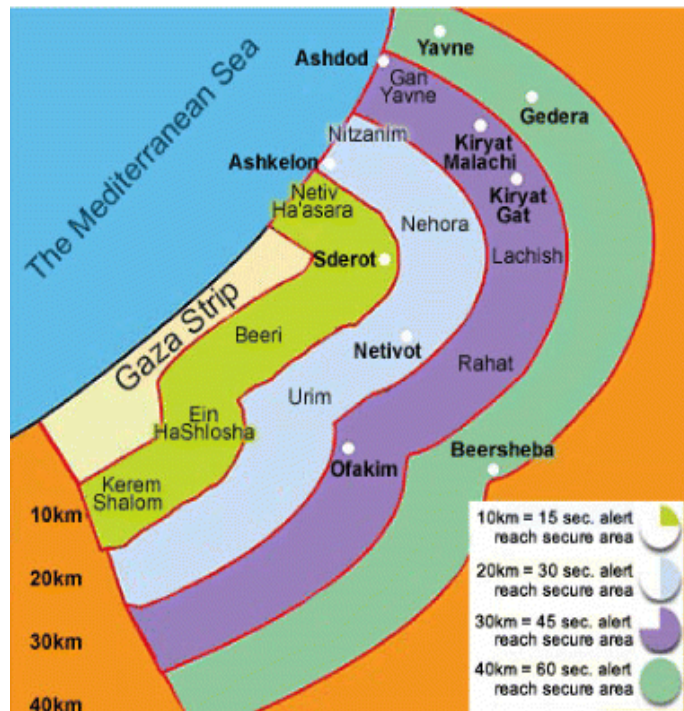 Yavne
Ashdod
Gan
Yavne
Gedera
The Mediterranean Sea
Nitzanim
Kiryat
Malachi
Ashkelon
Kiryat
Gat
Netiv
Ha'asara
Nehora
Lachish
Sderot
Gaza Strip
Beeri
Netivot
Rahat
Urim
Ein
HaShlosha
Ofakim
Beersheba
Kerem
Shalom
10km
20km
30km
40km
10km = 15 sec. alert
reach secure area
20km = 30 sec. alert
reach secure area
30km = 45 sec. alert
reach secure area
40km = 60 sec. alert
reach secure area